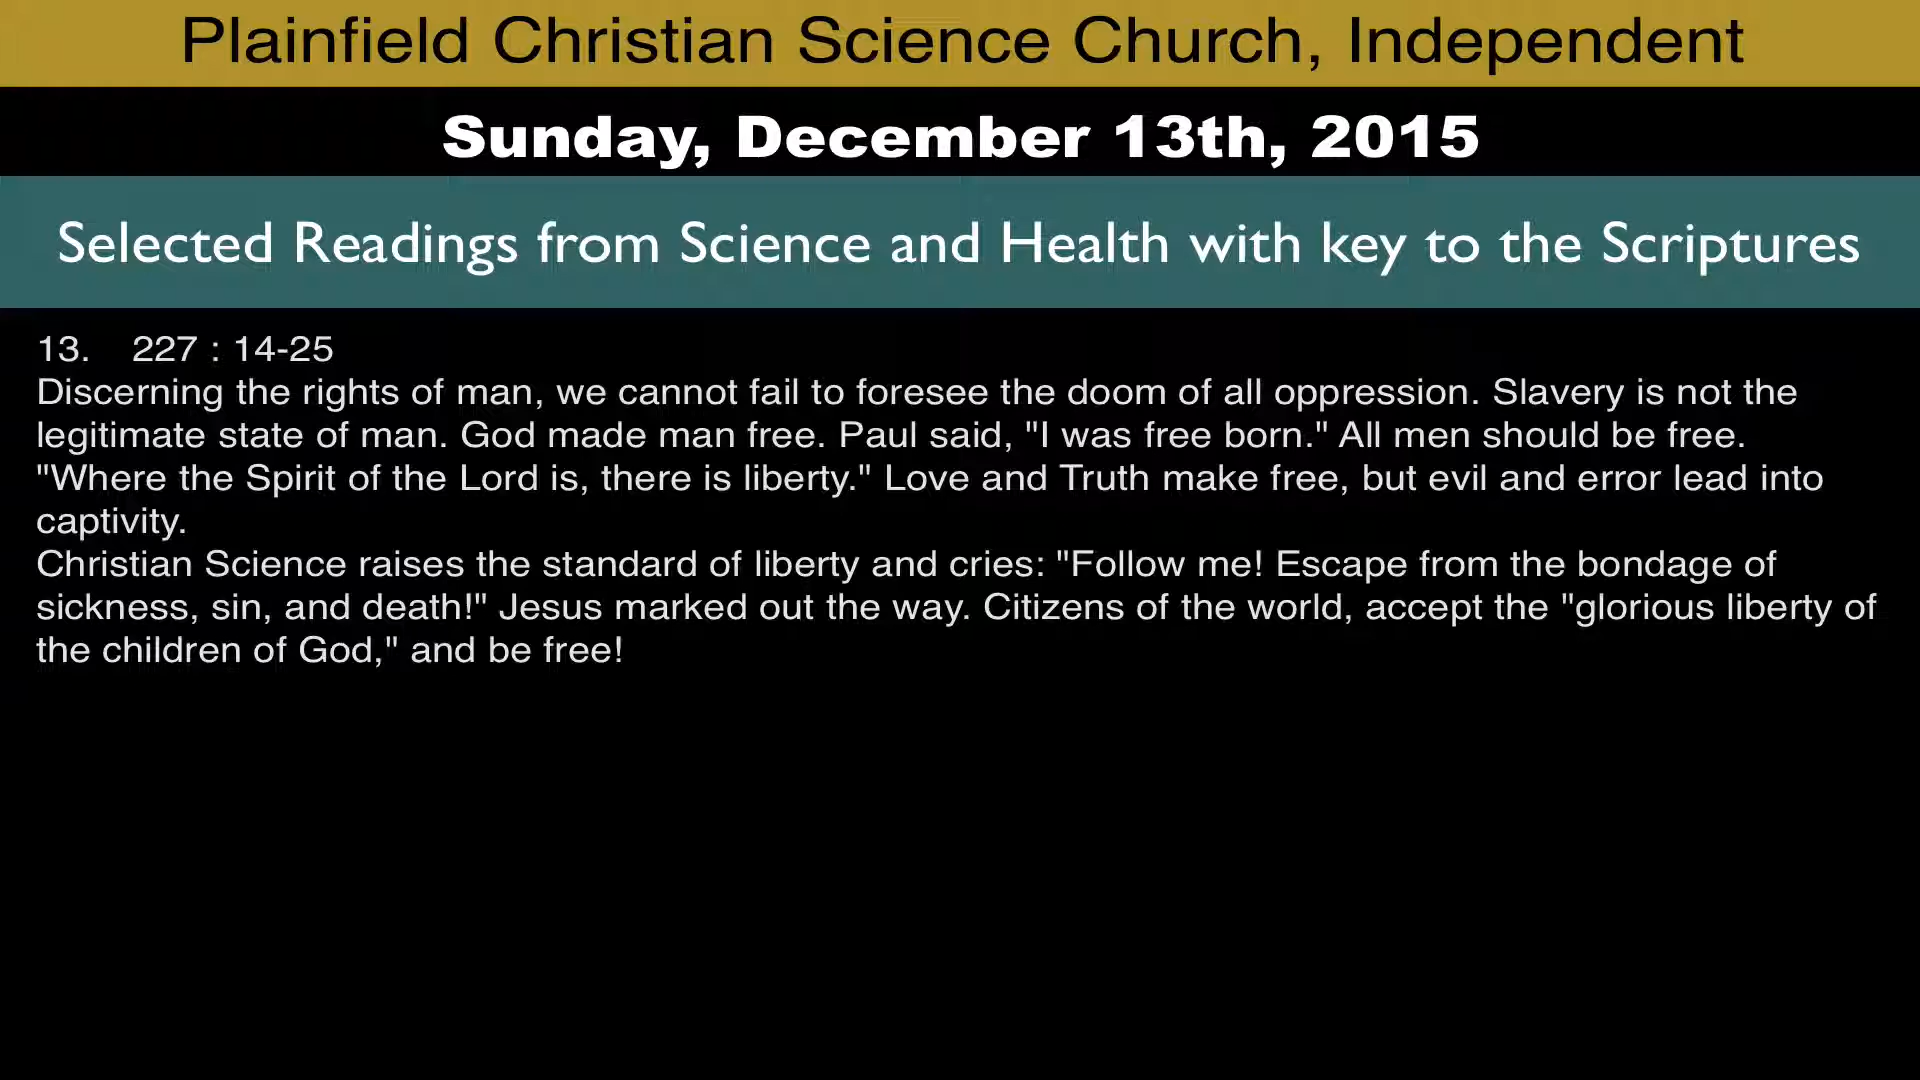 Plainfield Christian Science Church, Independent
Sunday, December 13th, 2015
Selected Readings from Science and Health with key to the Scriptures
13. 227 : 14-25
Discerning the rights of man, we cannot fail to foresee the doom of all oppression. Slavery is not the
legitimate state of man. God made man free. Paul said, "I was free born." All men should be free.
"Where the Spirit of the Lord is, there is liberty." Love and Truth make free, but evil and error lead into
captivity.
Christian Science raises the standard of liberty and cries: "Follow me! Escape from the bondage of
sickness, sin, and death!" Jesus marked out the way. Citizens of the world, accept the "glorious liberty of
the children of God," and be free!